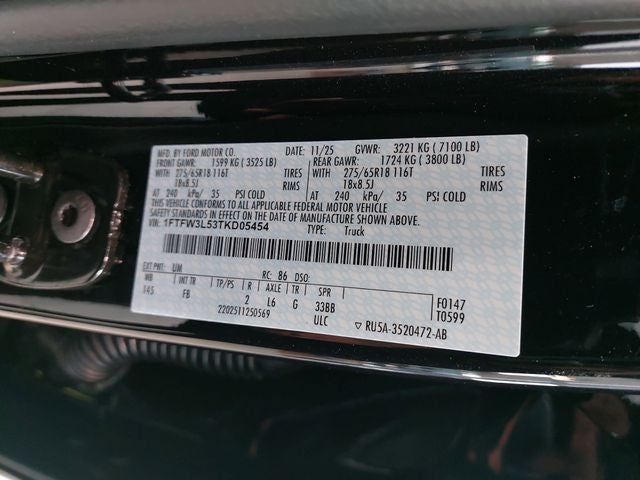 MFD. BY FORD MOTOR CO. 11/25 GVWR: 3221 KG ( 7100 LB)
FRONT GAWR: 1599 KG ( 3525 LB) REAR GAWR: 1724 KG ( 3800 LB)
WITH 275/65R18 116T TIRES WITH 275/65R18 116T TIRES
18x8.5J RIMS 18x8.5J RIMS
AT 240 kPa/ 35 PSI COLD AT 240 kPa/ 35 PSI COLD
THIS VEHICLE CONFORMS TO ALL APPLICABLE FEDERAL MOTOR VEHICLE
SAFETY STANDARDS IN EFFECT ON THE DATE OF MANUFACTURE SHOWN ABOVE.
VIN: 1FTFW3L53TKD05454 TYPE: Truck
EXT PNT: UM RC: 86 DSO:
WB INT TR TP/PS R AXLE TR SPR
145 FB 2 L6 G 33BB
2202511250569 ULC
F0147
T0599
RU5A-3520472-AB